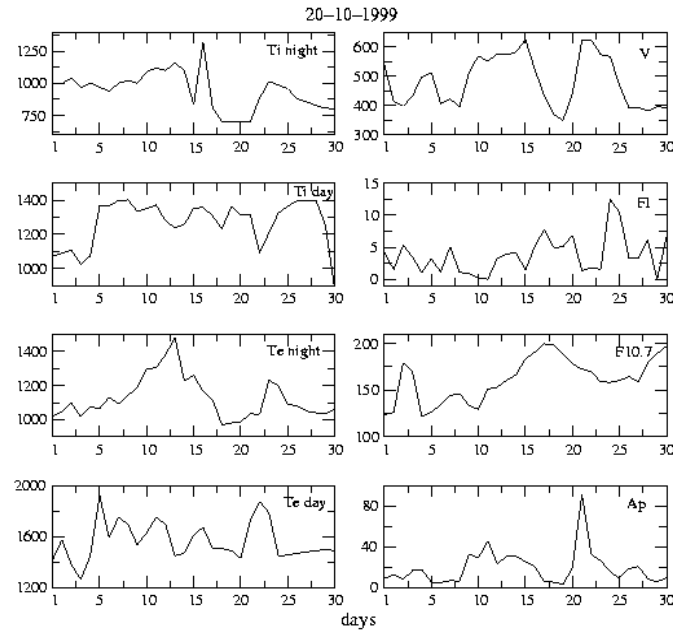 20-10-1999
Ti night
1250
1000
750
1 5 10 15 20 25 30
V
600
500
400
300
1 5 10 15 20 25 30
Ti day
1400
1200
1000
1 5 10 15 20 25 30
Fl
15
10
5
0
1 5 10 15 20 25 30
Te night
1400
1200
1000
1 5 10 15 20 25 30
F10.7
200
150
100
1 5 10 15 20 25 30
Te day
2000
1600
1200
1 5 10 15 20 25 30
Ap
80
40
0
1 5 10 15 20 25 30
days